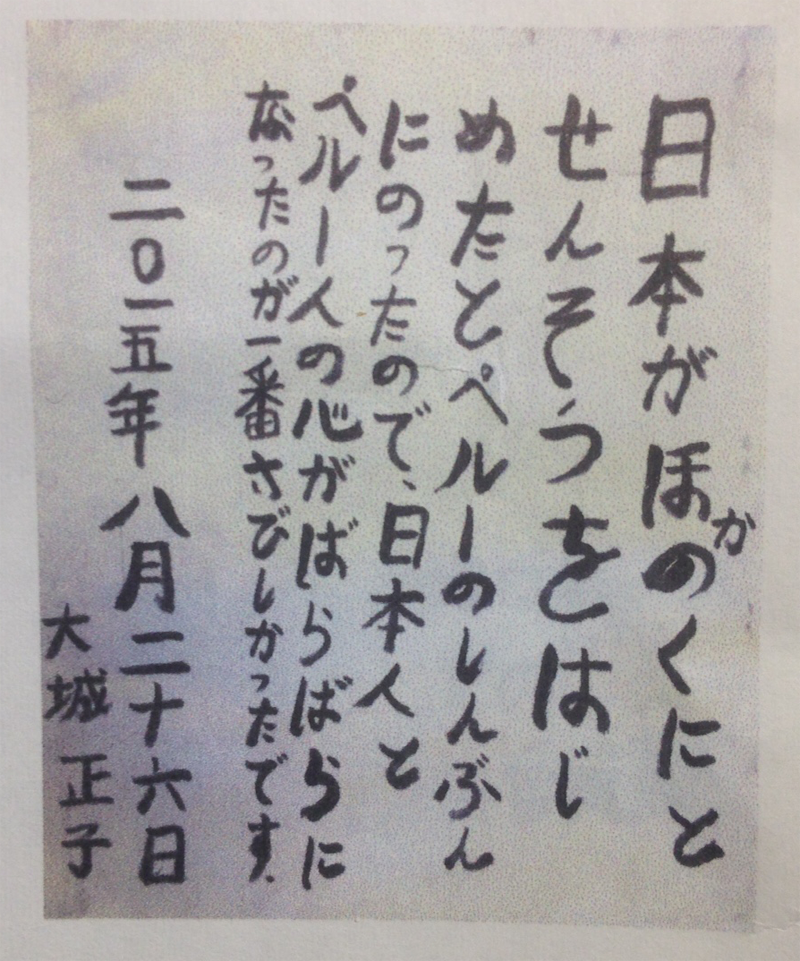 日本がほかのくにと
せんそうをはじ
めたとペルーのしんぶん
にのったので、日本人と
ペルー人の心がばらばらに
なったのが一番さびしかったです。
二〇一五年 八月二十六日
大城 正子